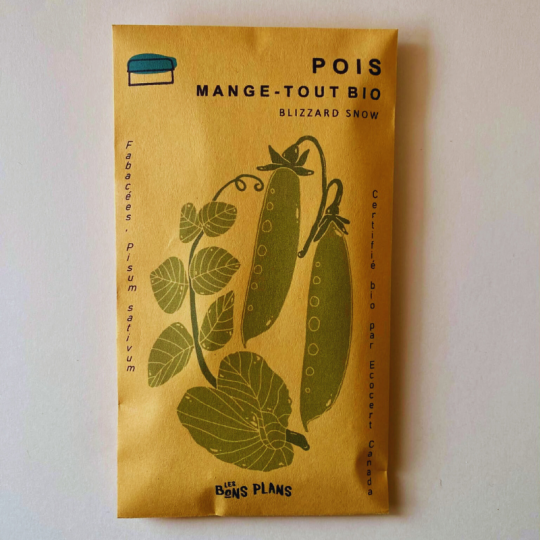 POIS
MANGE-TOUT BIO
BLIZZARD SNOW
Fabacées, Pisum sativum
Certifié bio par Ecocert Canada
LES
BONS PLANS